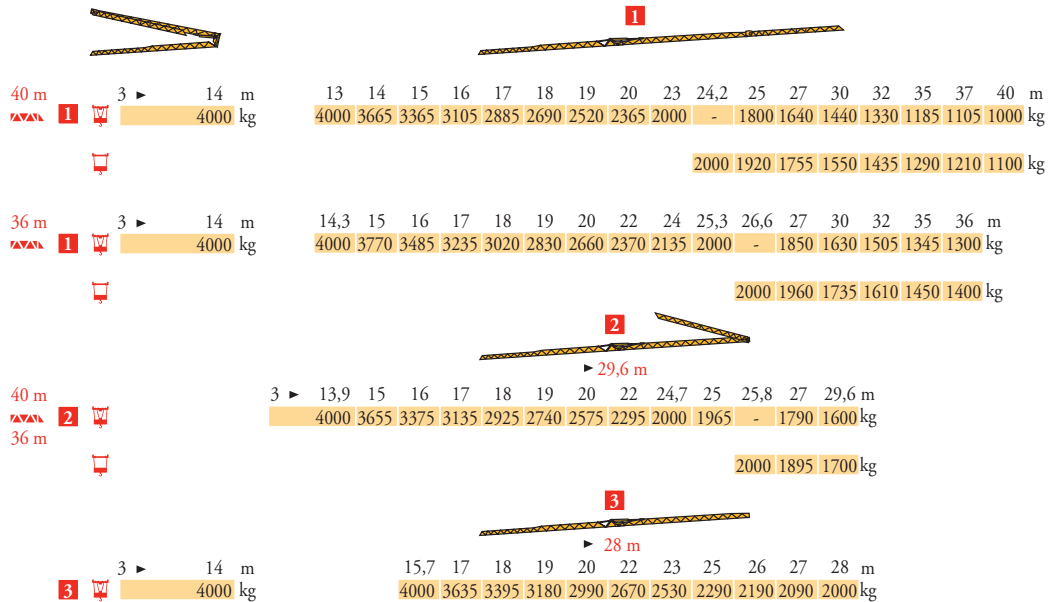 1
40 m 3 ► 14 m 13 14 15 16 17 18 19 20 23 24,2 25 27 30 32 35 37 40 m
1 4000 kg 4000 3665 3365 3105 2885 2690 2520 2365 2000 - 1800 1640 1440 1330 1185 1105 1000 kg
2000 1920 1755 1550 1435 1290 1210 1100 kg
36 m 3 ► 14 m 14,3 15 16 17 18 19 20 22 24 25,3 26,6 27 30 32 35 36 m
1 4000 kg 4000 3770 3485 3235 3020 2830 2660 2370 2135 2000 - 1850 1630 1505 1345 1300 kg
2000 1960 1735 1610 1450 1400 kg
2
► 29,6 m
40 m 3 ► 13,9 15 16 17 18 19 20 22 24,7 25 25,8 27 29,6 m
2 4000 3655 3375 3135 2925 2740 2575 2295 2000 1965 - 1790 1600 kg
36 m
2000 1895 1700 kg
3
► 28 m
3 ► 14 m 15,7 17 18 19 20 22 23 25 26 27 28 m
3 4000 kg 4000 3635 3395 3180 2990 2670 2530 2290 2190 2090 2000 kg